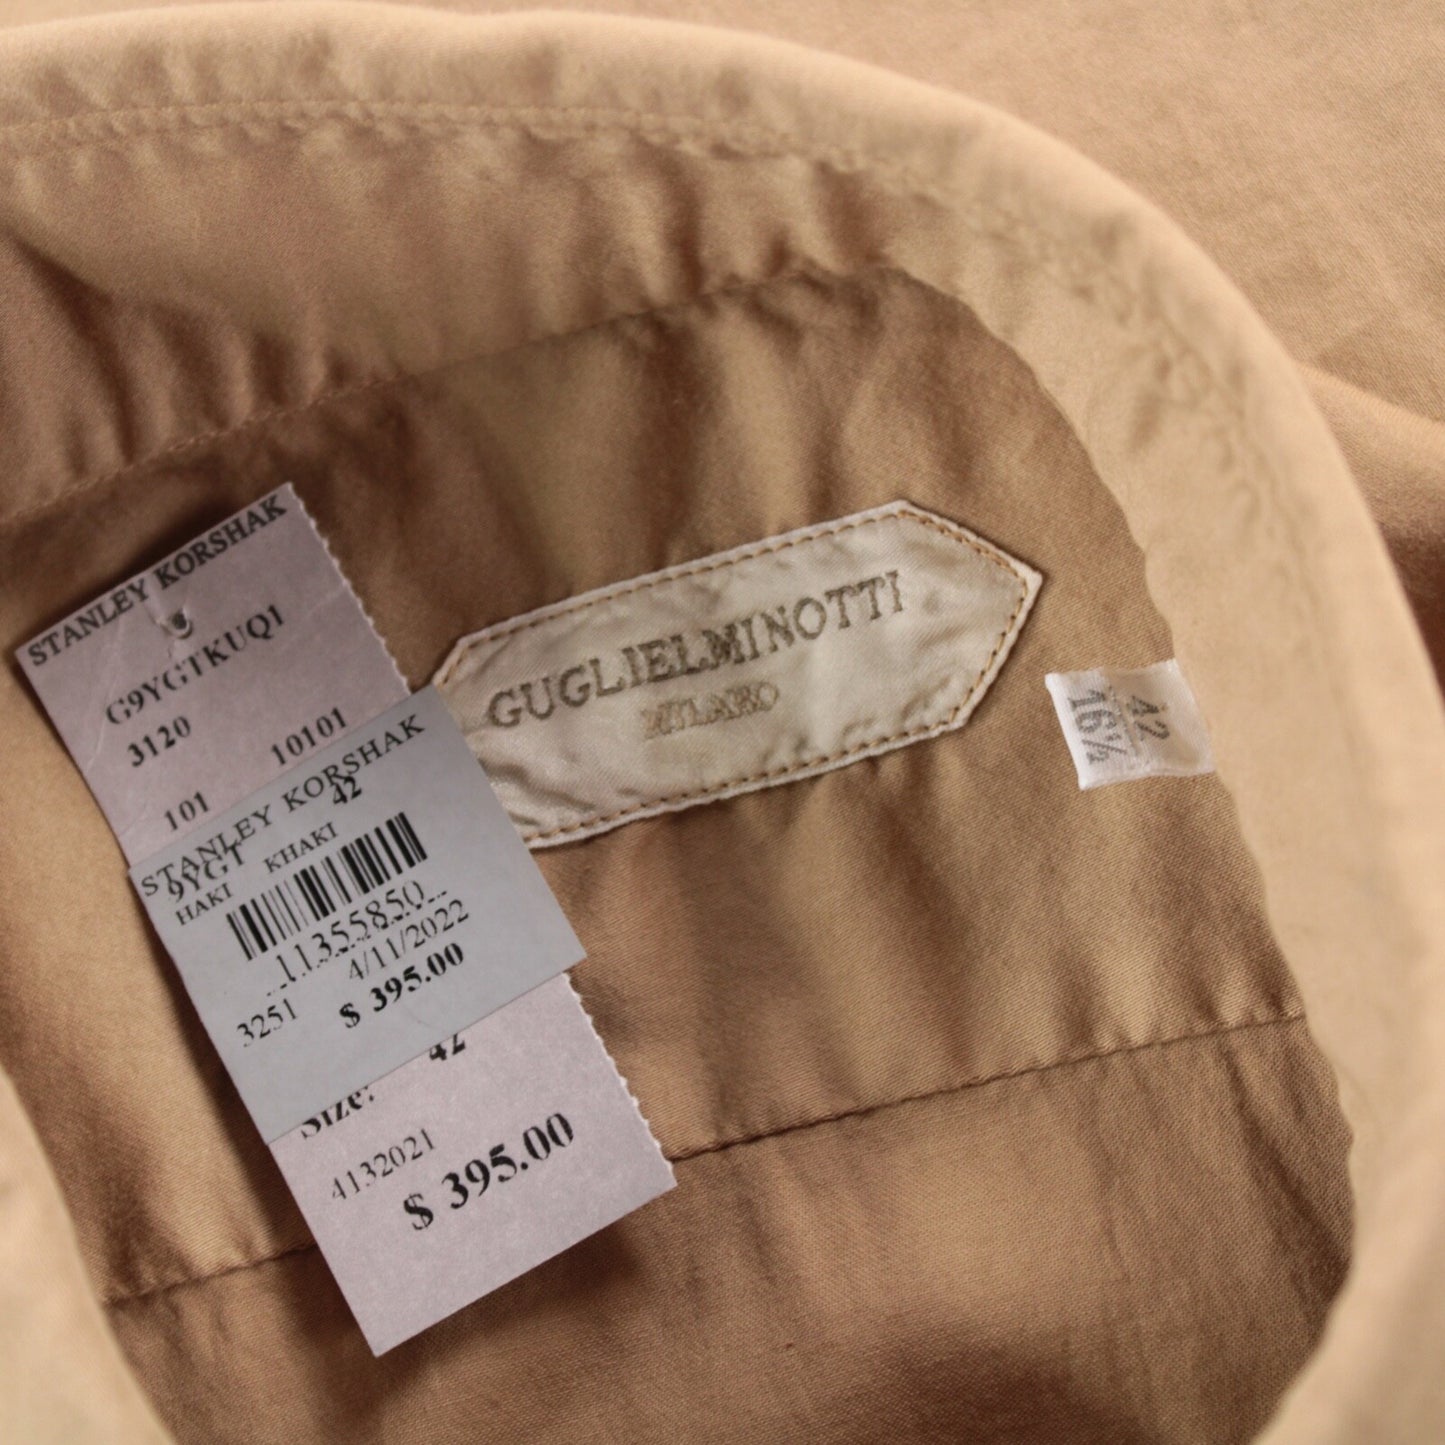 STANLEY KORSHAK
G9YGTKUQ1
3120
10101
101
STANLEY KORSHAK
42
9YGT
HAKI KHAKI
11355850
4/11/2022
3251 $ 395.00
42
Size:
4132021
$ 395.00
GUGLIELMINOTTI
MILANO
42
16½